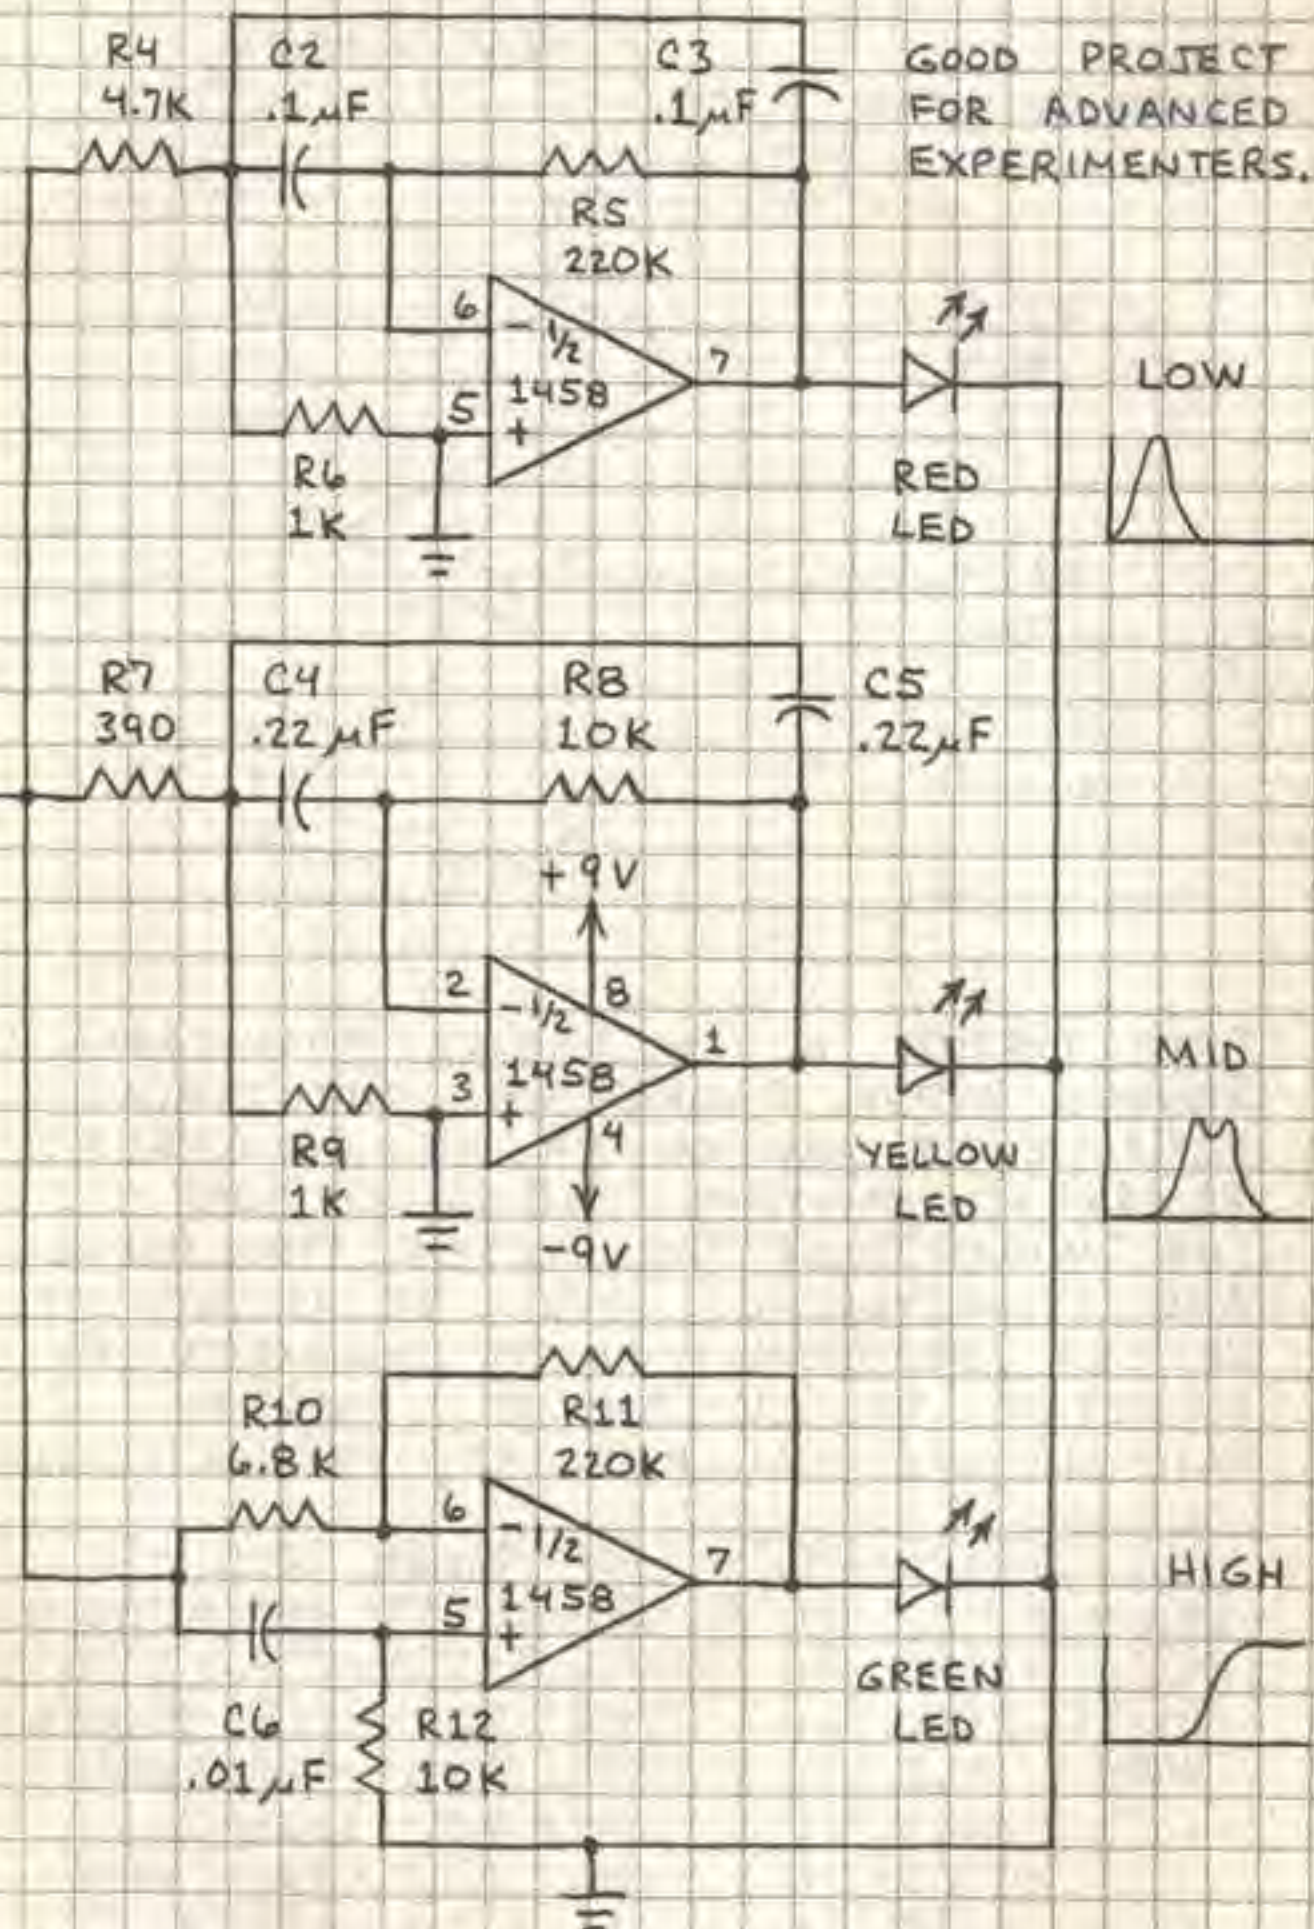 R4
4.7K
C2
.1µF
C3
.1µF
GOOD PROJECT
FOR ADVANCED
EXPERIMENTERS.
R5
220K
6
-
1/2
1458
5
+
7
R6
1K
RED
LED
LOW
R7
390
C4
.22µF
R8
10K
C5
.22µF
+9V
8
2
-
1/2
1458
3
+
1
4
-9V
R9
1K
YELLOW
LED
MID
R10
6.8K
R11
220K
6
-
1/2
1458
5
+
7
C6
.01µF
R12
10K
GREEN
LED
HIGH